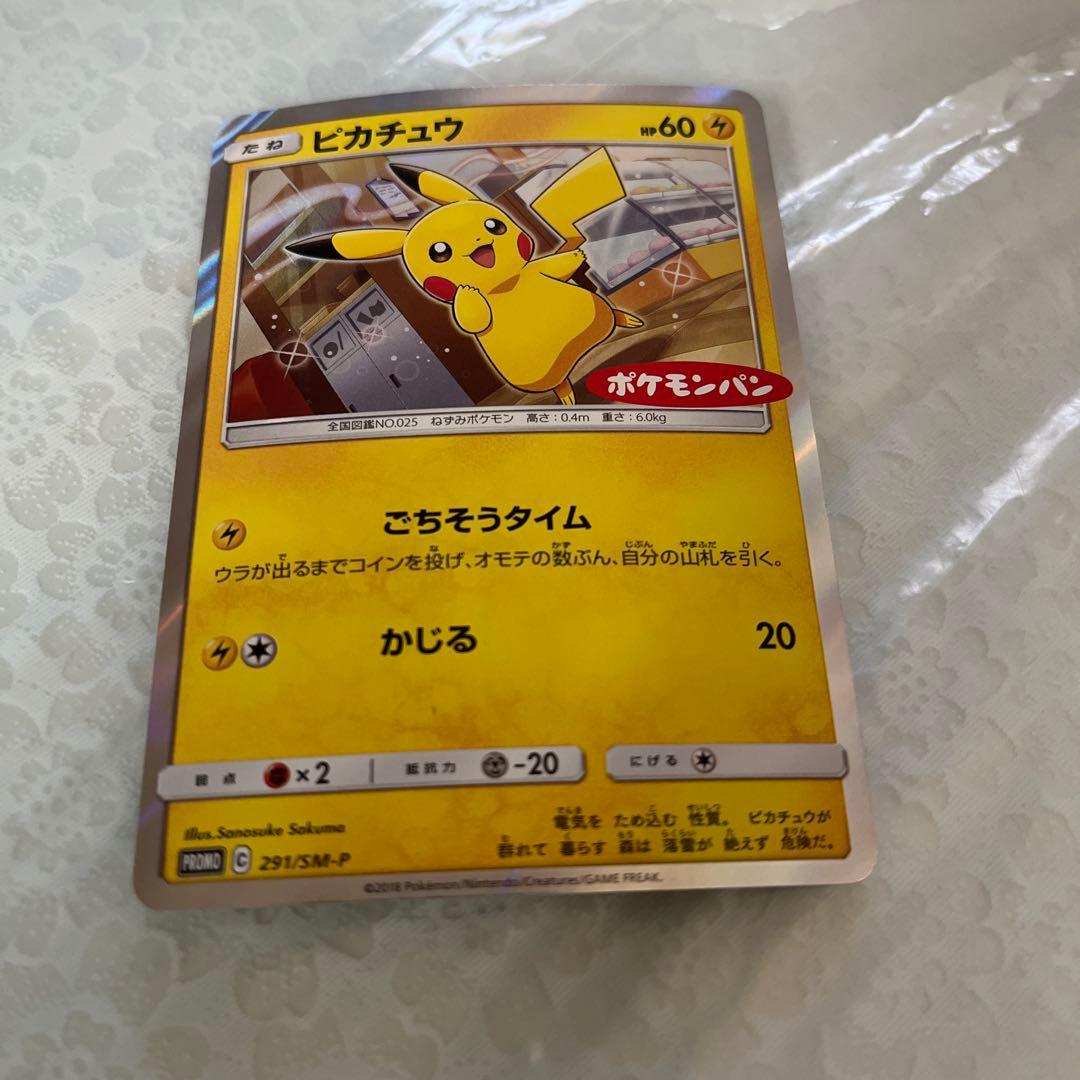 たね ピカチュウ HP60
ポケモンパン
全国図鑑NO.025 ねずみポケモン 高さ:0.4m 重さ:6.0kg
ごちそうタイム
ウラが出るまでコインを投げ、オモテの数ぶん、自分の山札を引く。
かじる 20
弱点 ×2 抵抗力 -20 にげる
Illus.Sanosuke Sakuma
電気を ため込む 性質。 ピカチュウが
群れて 暮らす 森は 落雷が 絶えず 危険だ。
PROMO C 291/SM-P
©2018 Pokémon/Nintendo/Creatures/GAME FREAK.